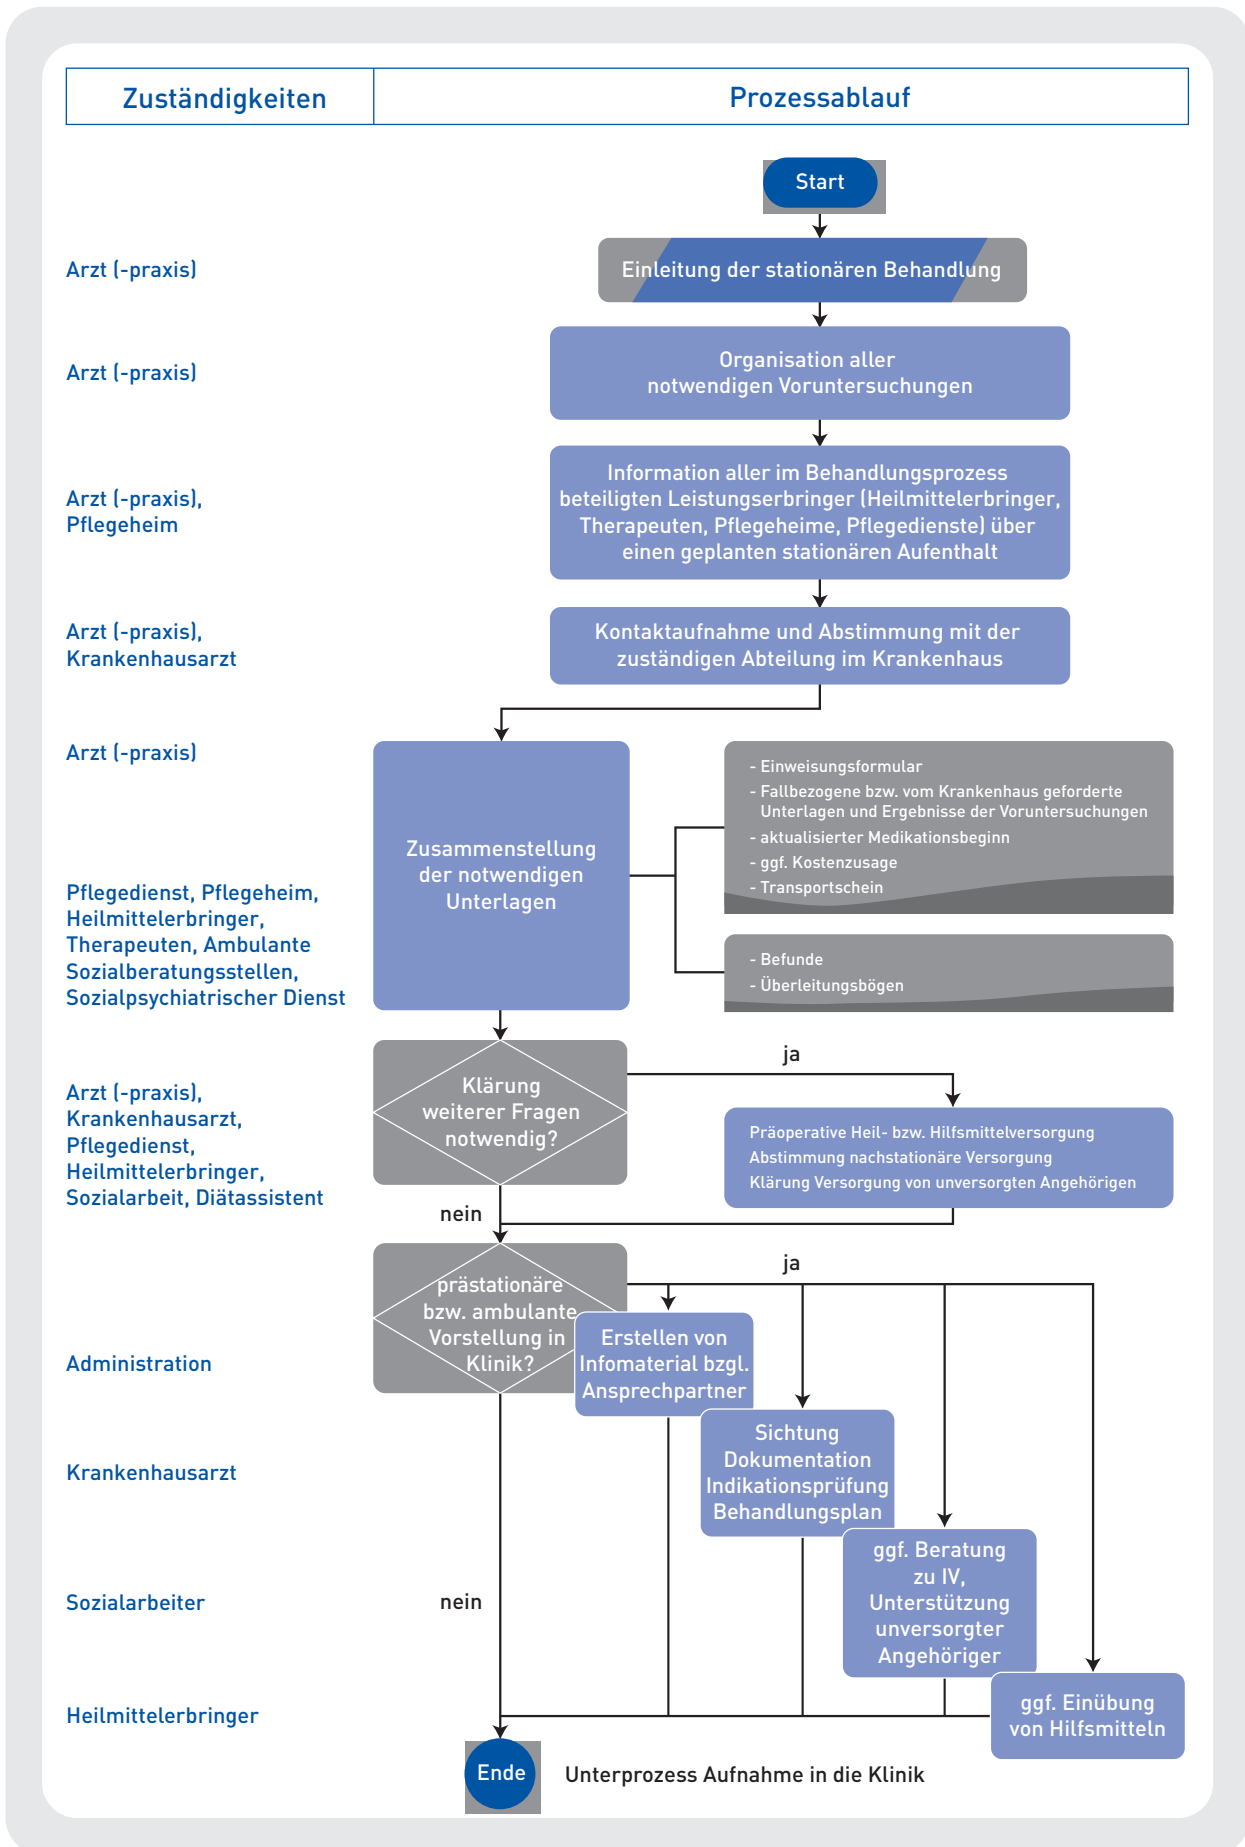 Zuständigkeiten
Prozessablauf
Start
Arzt (-praxis)
Einleitung der stationären Behandlung
Arzt (-praxis)
Organisation aller
notwendigen Voruntersuchungen
Arzt (-praxis),
Pflegeheim
Information aller im Behandlungsprozess
beteiligten Leistungserbringer (Heilmittelerbringer,
Therapeuten, Pflegeheime, Pflegedienste) über
einen geplanten stationären Aufenthalt
Arzt (-praxis),
Krankenhausarzt
Kontaktaufnahme und Abstimmung mit der
zuständigen Abteilung im Krankenhaus
Arzt (-praxis)
Pflegedienst, Pflegeheim,
Heilmittelerbringer,
Therapeuten, Ambulante
Sozialberatungsstellen,
Sozialpsychiatrischer Dienst
Zusammenstellung
der notwendigen
Unterlagen
- Einweisungsformular
- Fallbezogene bzw. vom Krankenhaus geforderte
Unterlagen und Ergebnisse der Voruntersuchungen
- aktualisierter Medikationsbeginn
- ggf. Kostenzusage
- Transportschein
- Befunde
- Überleitungsbögen
Arzt (-praxis),
Krankenhausarzt,
Pflegedienst,
Heilmittelerbringer,
Sozialarbeit, Diätassistent
Klärung
weiterer Fragen
notwendig?
ja
Präoperative Heil- bzw. Hilfsmittelversorgung
Abstimmung nachstationäre Versorgung
Klärung Versorgung von unversorgten Angehörigen
nein
prästationäre
bzw. ambulante
Vorstellung in
Klinik?
ja
Administration
Erstellen von
Infomaterial bzgl.
Ansprechpartner
Krankenhausarzt
Sichtung
Dokumentation
Indikationsprüfung
Behandlungsplan
Sozialarbeiter
nein
ggf. Beratung
zu IV,
Unterstützung
unversorgter
Angehöriger
Heilmittelerbringer
ggf. Einübung
von Hilfsmitteln
Ende
Unterprozess Aufnahme in die Klinik